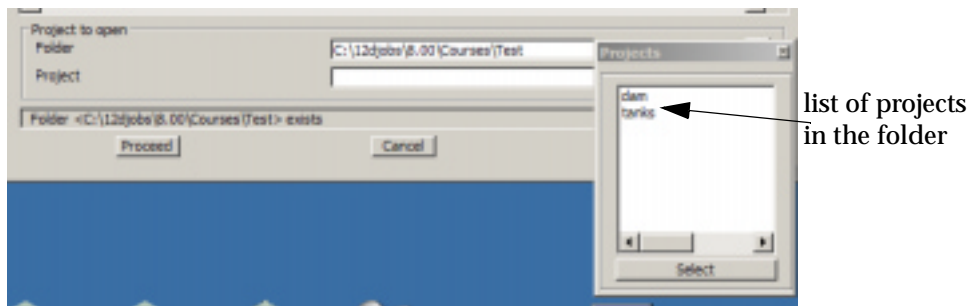 Project to open
Folder
C:\12djobs\8.00\Courses\Test
Project
Folder <C:\12djobs\8.00\Courses\Test> exists
Proceed
Cancel
Projects
dam
tanks
Select
list of projects
in the folder